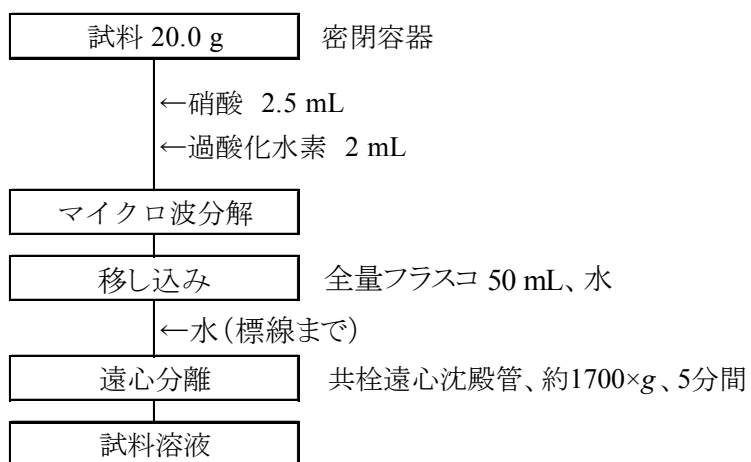 試料 20.0 g 密閉容器
←硝酸 2.5 mL
←過酸化水素 2 mL
マイクロ波分解
移し込み 全量フラスコ 50 mL、水
←水(標線まで)
遠心分離 共栓遠心沈殿管、約1700×g、5分間
試料溶液